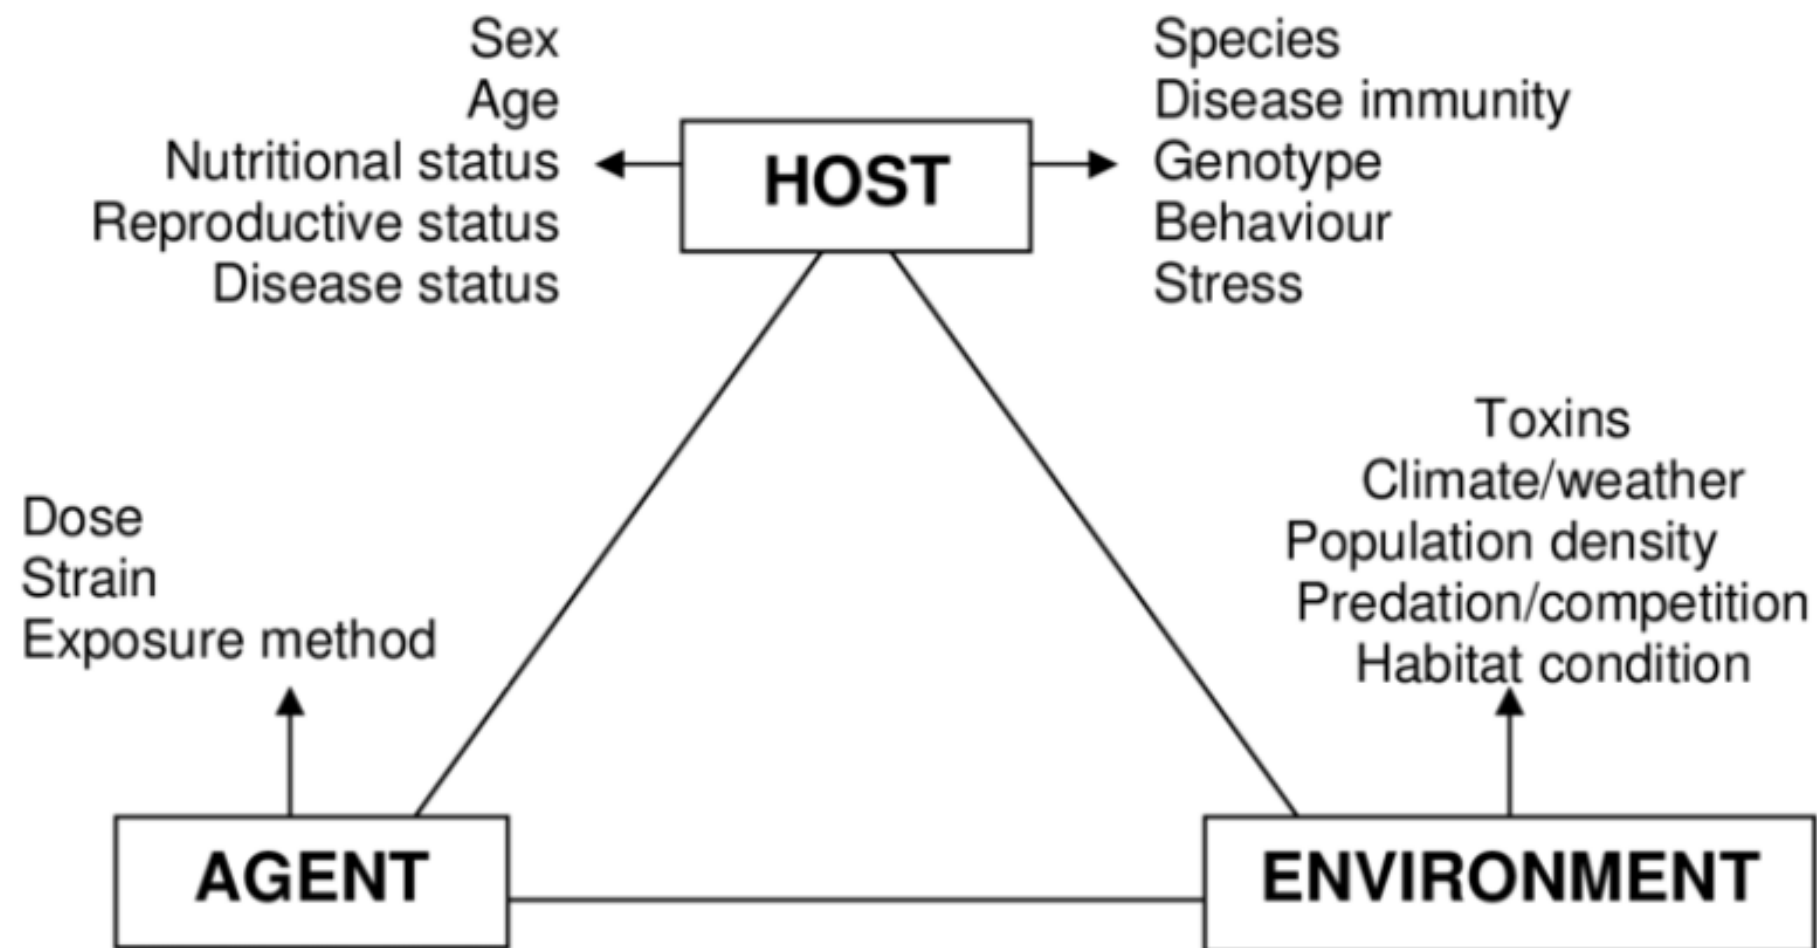 Sex
Age
Nutritional status
Reproductive status
Disease status
HOST
Species
Disease immunity
Genotype
Behaviour
Stress
Dose
Strain
Exposure method
AGENT
Toxins
Climate/weather
Population density
Predation/competition
Habitat condition
ENVIRONMENT